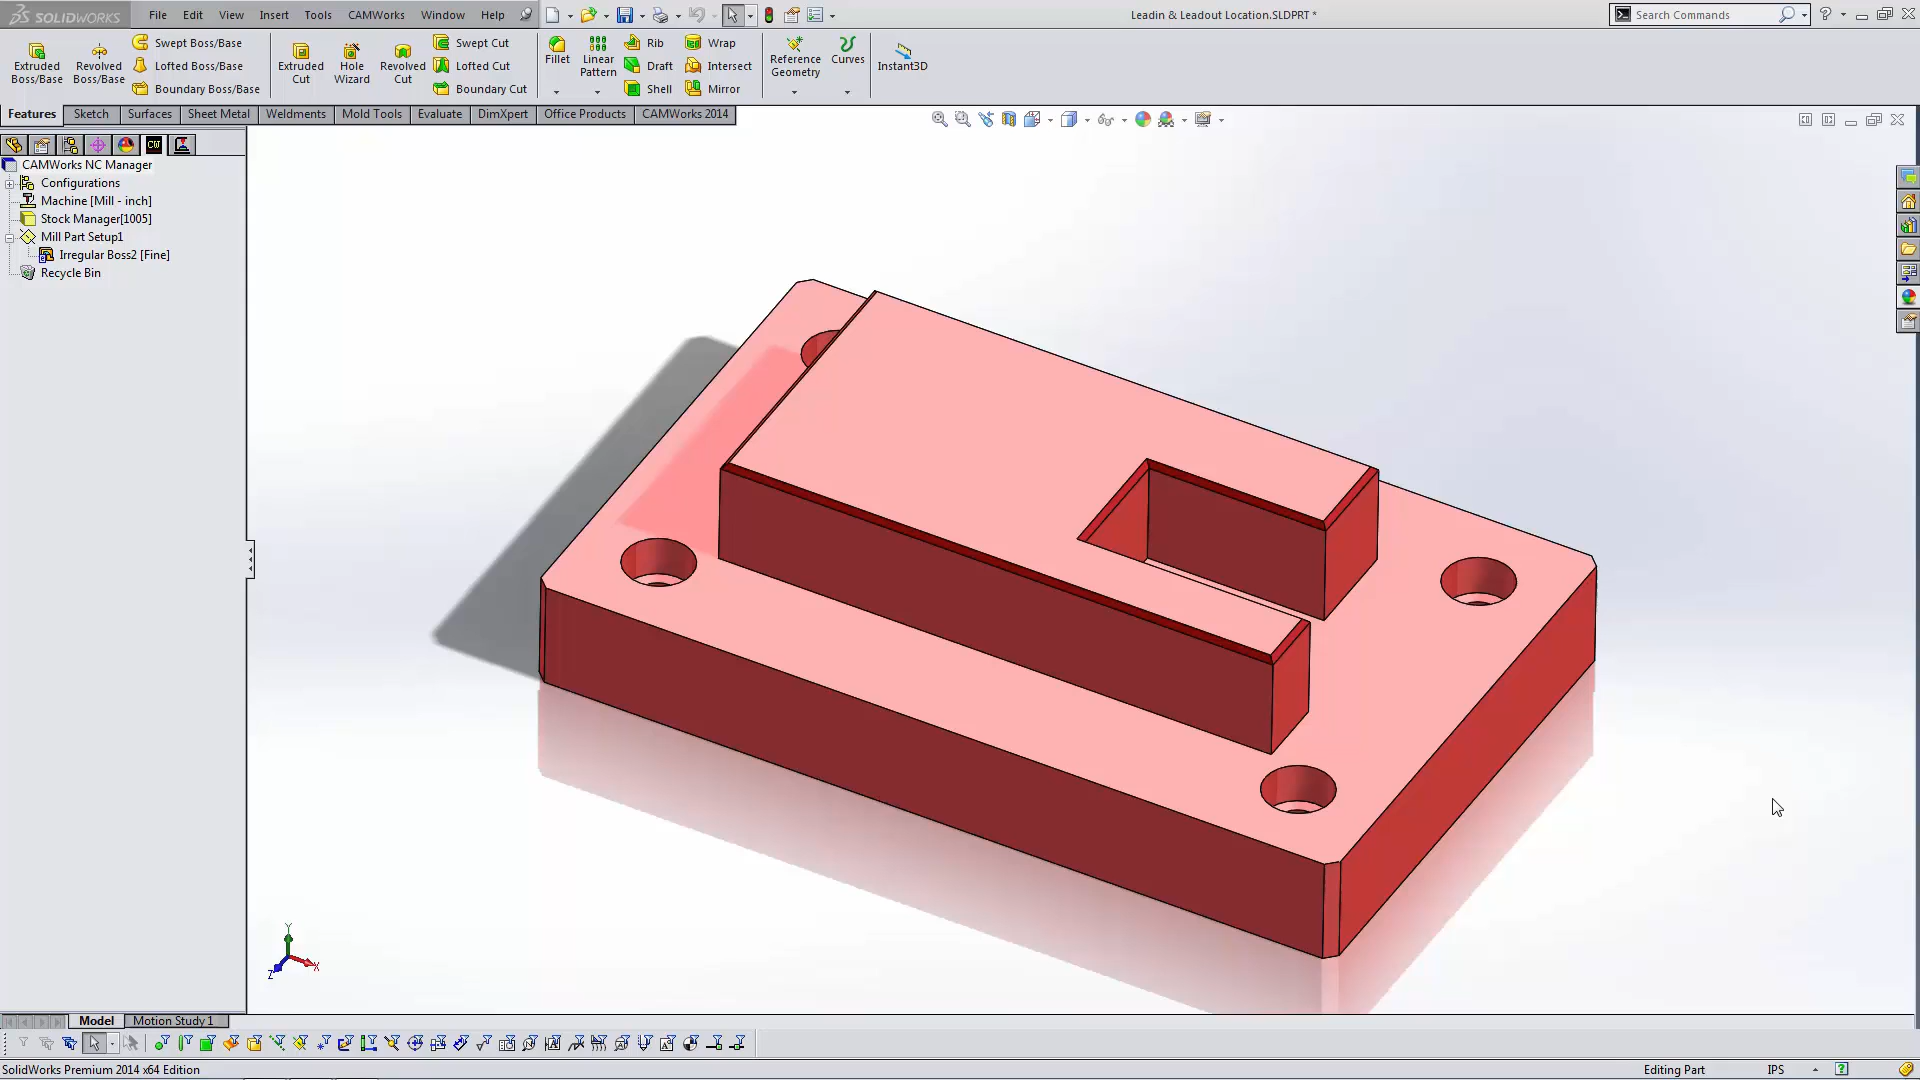 SOLIDWORKS
File Edit View Insert Tools CAMWorks Window Help
Leadin & Leadout Location.SLDPRT *
Search Commands
Extruded Boss/Base
Revolved Boss/Base
Swept Boss/Base
Lofted Boss/Base
Boundary Boss/Base
Extruded Cut
Hole Wizard
Revolved Cut
Swept Cut
Lofted Cut
Boundary Cut
Fillet
Linear Pattern
Rib
Draft
Shell
Wrap
Intersect
Mirror
Reference Geometry
Curves
Instant3D
Features Sketch Surfaces Sheet Metal Weldments Mold Tools Evaluate DimXpert Office Products CAMWorks 2014
CW
CAMWorks NC Manager
Configurations
Machine [Mill - inch]
Stock Manager[1005]
Mill Part Setup1
Irregular Boss2 [Fine]
Recycle Bin
Y
X
Z
Model Motion Study 1
SolidWorks Premium 2014 x64 Edition
Editing Part
IPS